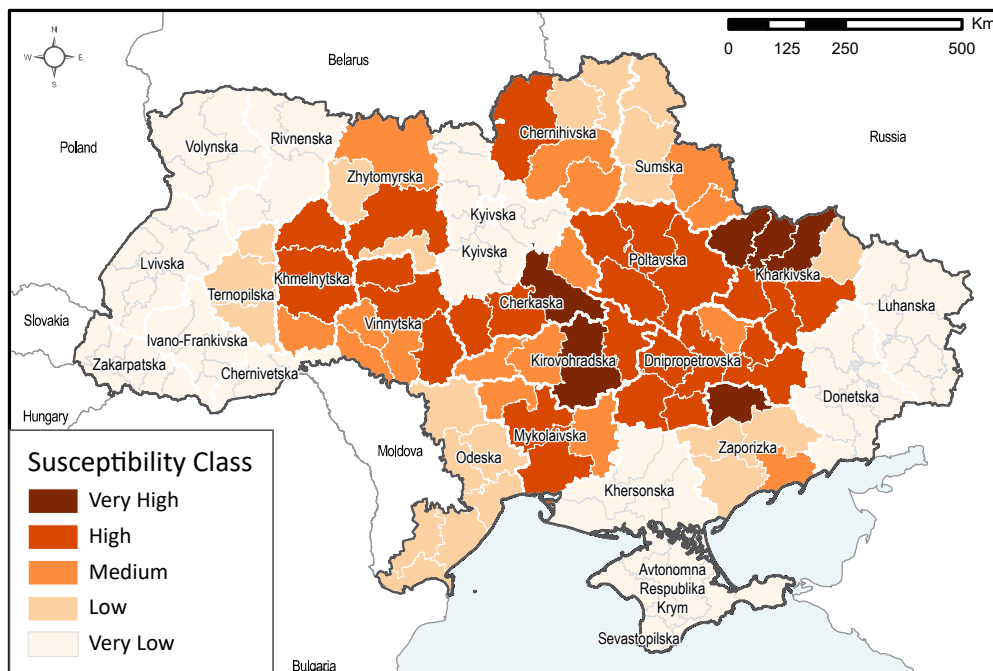 N
W E
S
Km
0 125 250 500
Belarus
Poland
Russia
Volynska
Rivnenska
Zhytomyrska
Chernihivska
Sumska
Kyivska
Kyivska
Lvivska
Ternopilska
Khmelnytska
Poltavska
Kharkivska
Cherkaska
Luhanska
Slovakia
Ivano-Frankivska
Vinnytska
Kirovohradska
Dnipropetrovska
Zakarpatska
Chernivetska
Donetska
Hungary
Moldova
Odeska
Mykolaivska
Zaporizka
Khersonska
Avtonomna
Respublika
Krym
Sevastopilska
Bulgaria
Susceptibility Class
Very High
High
Medium
Low
Very Low